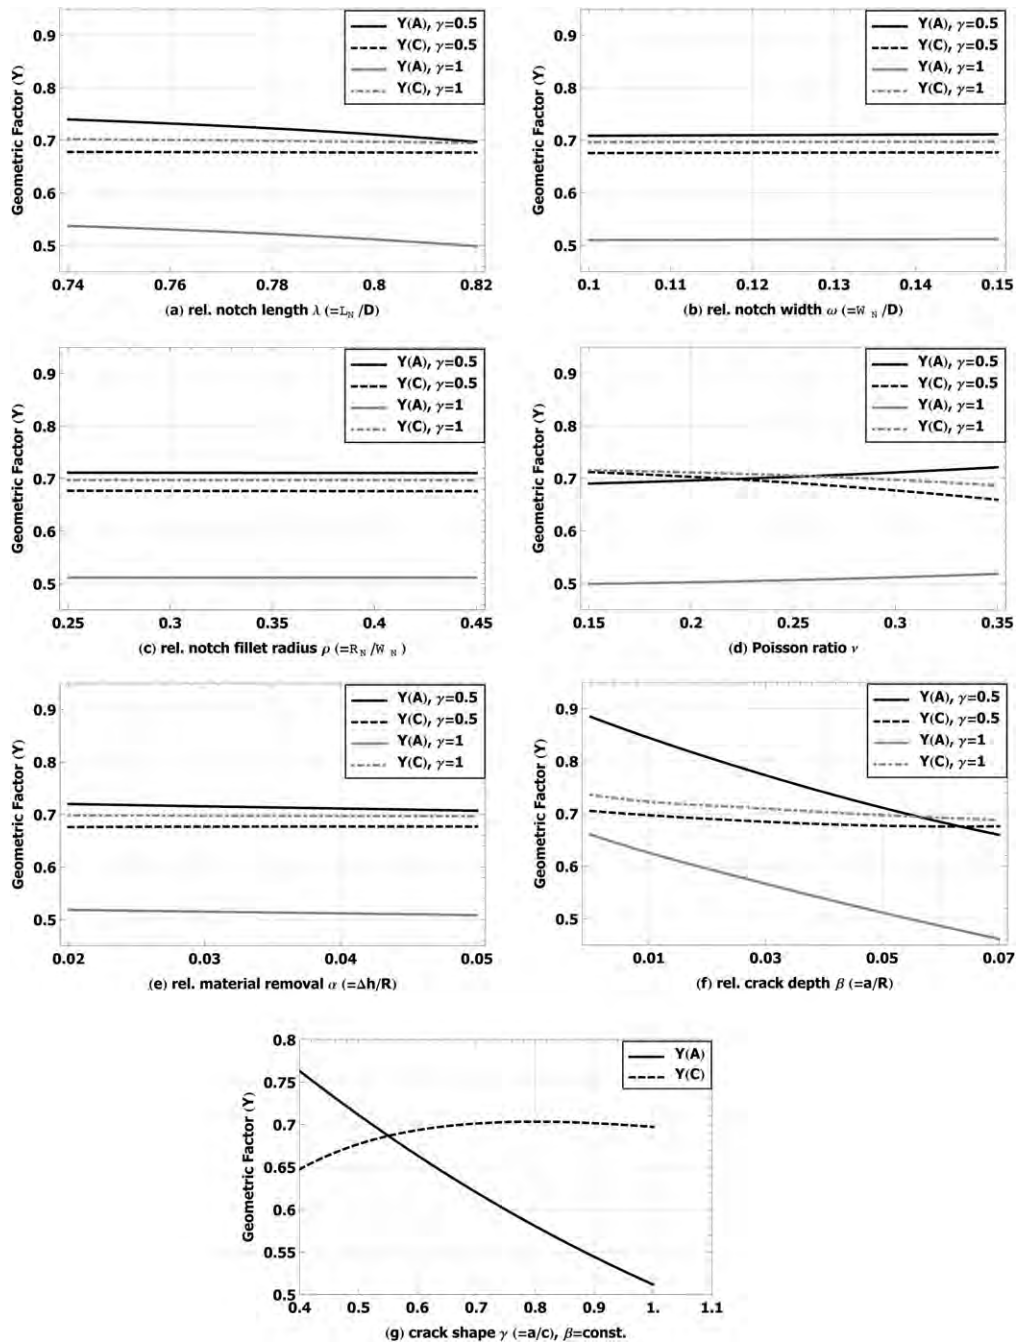 0.9
0.8
0.7
0.6
0.5
Geometric Factor (Y)
Y(A), γ=0.5
Y(C), γ=0.5
Y(A), γ=1
Y(C), γ=1
0.74 0.76 0.78 0.8 0.82
(a) rel. notch length λ (=L_N/D)
0.9
0.8
0.7
0.6
0.5
Geometric Factor (Y)
Y(A), γ=0.5
Y(C), γ=0.5
Y(A), γ=1
Y(C), γ=1
0.1 0.11 0.12 0.13 0.14 0.15
(b) rel. notch width ω (=W_N/D)
0.9
0.8
0.7
0.6
0.5
Geometric Factor (Y)
Y(A), γ=0.5
Y(C), γ=0.5
Y(A), γ=1
Y(C), γ=1
0.25 0.3 0.35 0.4 0.45
(c) rel. notch fillet radius ρ (=R_N/W_N)
0.9
0.8
0.7
0.6
0.5
Geometric Factor (Y)
Y(A), γ=0.5
Y(C), γ=0.5
Y(A), γ=1
Y(C), γ=1
0.15 0.2 0.25 0.3 0.35
(d) Poisson ratio ν
0.9
0.8
0.7
0.6
0.5
Geometric Factor (Y)
Y(A), γ=0.5
Y(C), γ=0.5
Y(A), γ=1
Y(C), γ=1
0.02 0.03 0.04 0.05
(e) rel. material removal α (=Δh/R)
0.9
0.8
0.7
0.6
0.5
Geometric Factor (Y)
Y(A), γ=0.5
Y(C), γ=0.5
Y(A), γ=1
Y(C), γ=1
0.01 0.03 0.05 0.07
(f) rel. crack depth β (=a/R)
0.8
0.75
0.7
0.65
0.6
0.55
0.5
Geometric Factor (Y)
Y(A)
Y(C)
0.4 0.5 0.6 0.7 0.8 0.9 1. 1.1
(g) crack shape γ (=a/c), β=const.